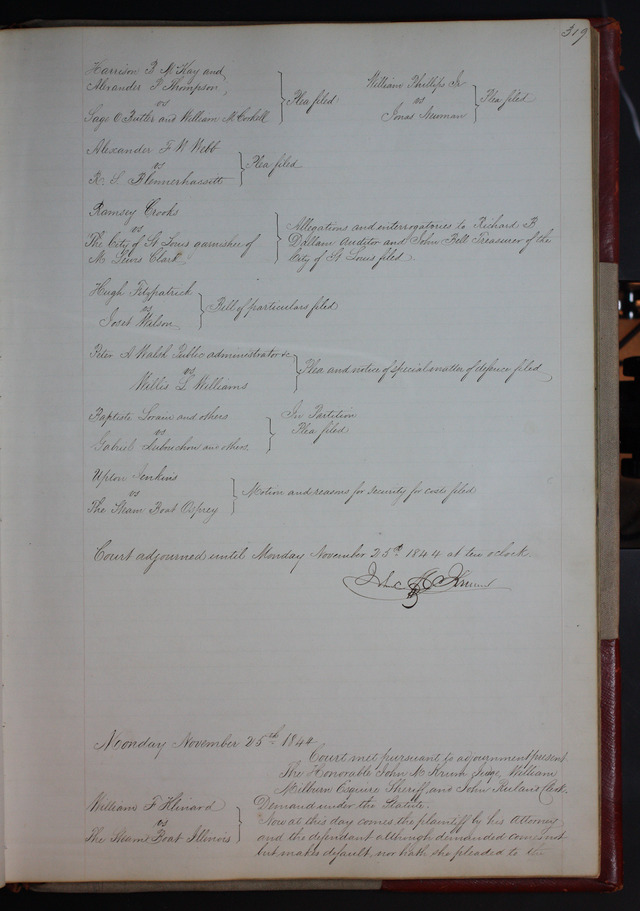 319
Harrison B McKay and
Alexander P Thompson,
vs
Sage O Butler and William McCorkell
Plea filed
William Phillips Jr
vs
Jonas Newman
Plea filed
Alexander F W Webb
vs
R. S. Blennerhassett
Plea filed
Ramsey Crooks
vs
The City of St Louis garnishee of
M Lewis Clark
Allegations and interrogatories to Richard B
Dallam Auditor and John Bell Treasurer of the
City of St Louis filed
Hugh Fitzpatrick
vs
Joset Walson
Bill of particulars filed
Peter A Walsh Public administrator &c
vs
Willis L Williams
Plea and notice of special matter of defence filed
Baptiste and others
vs
Gabriel Aubuchon and others
In Partition
Plea filed
Upton Jenkins
vs
The Steam Boat Osprey
Motion and reasons for security for costs filed
Court adjourned until Monday November 25th 1844 at ten oclock
John M Krum
Monday November 25th 1844
Court met pursuant to adjournment present
The Honorable John M Krum Judge, William
Milburn Esquire Sheriff, and John Ruland Clerk
William F
vs
The Steam Boat Illinois
Demand under the Statute.
Now at this day comes the plaintiff by his Attorney
and the defendant although demanded comes not
but makes default, nor hath she pleaded to the